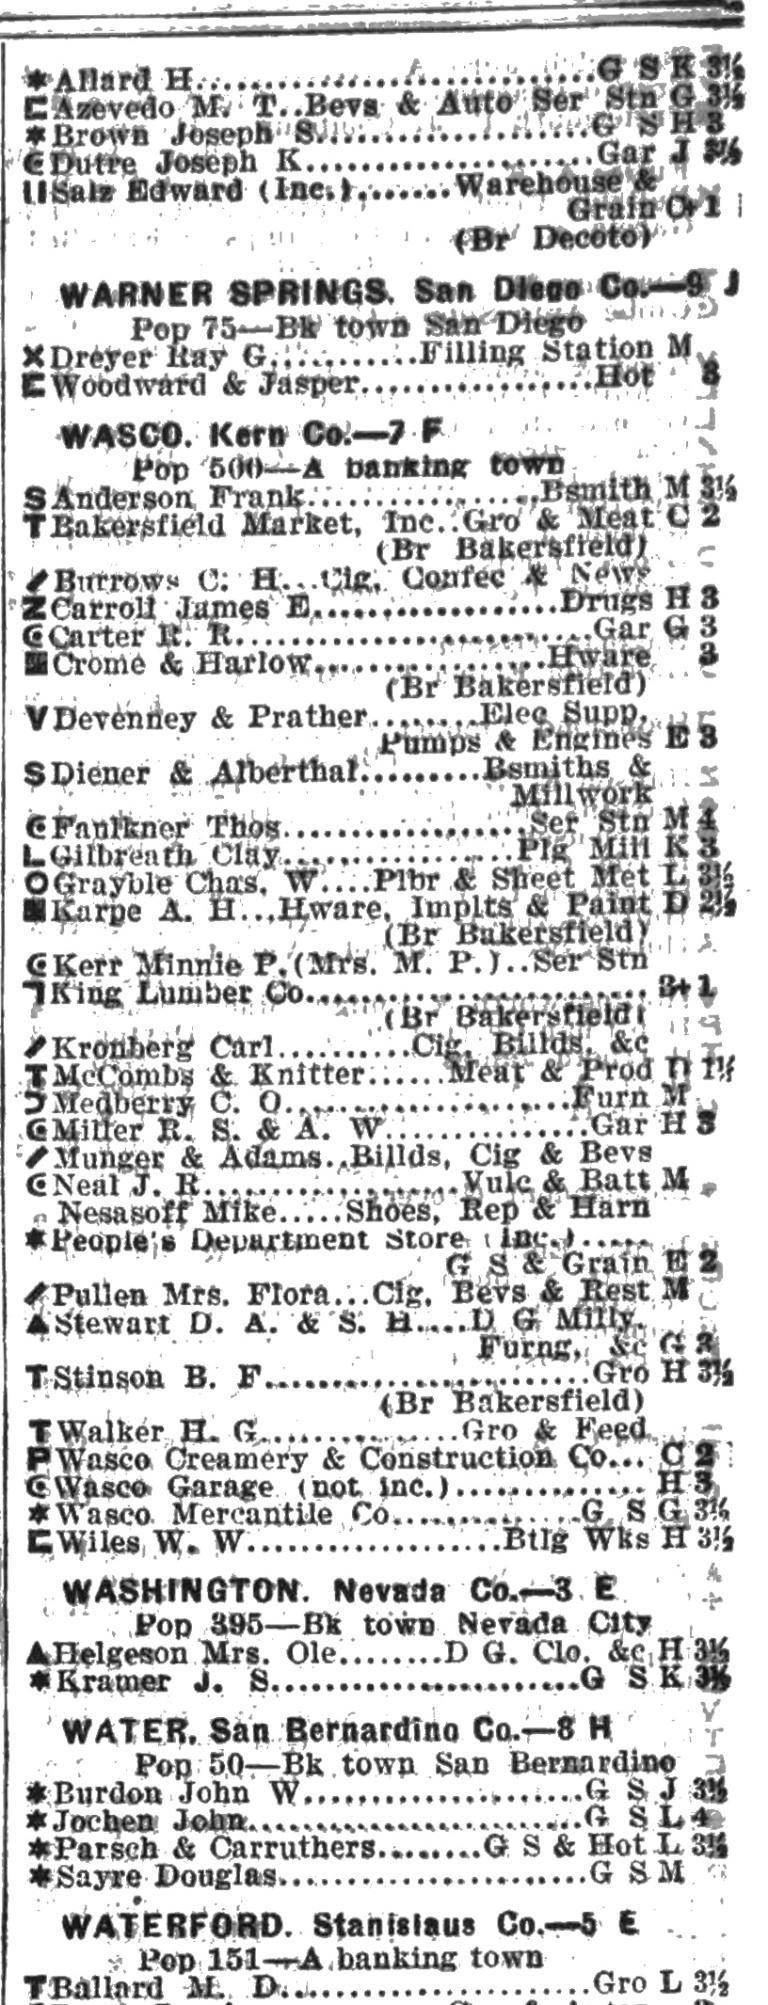 ✱Allard H..............................G S K 3½
⊏Azevedo M. T..Bevs & Auto Ser Stn G 3½
✱Brown Joseph S.....................G S H 3
ϾDutre Joseph K......................Gar J 3½
Salz Edward (Inc.).......Warehouse &
Grain C+1
(Br Decoto)
WARNER SPRINGS. San Diego Co.—9 J
Pop 75—Bk town San Diego
✕Dreyer Ray G...........Filling Station M
⊏Woodward & Jasper..................Hot 3
WASCO. Kern Co.—7 F
Pop 500—A banking town
S Anderson Frank..................Bsmith M 3½
T Bakersfield Market, Inc..Gro & Meat C 2
(Br Bakersfield)
Burrows C. H...Cig, Confec & News
Z Carroll James E...................Drugs H 3
ϾCarter R. R...........................Gar G 3
■Crome & Harlow.................Hware 3
(Br Bakersfield)
V Devenney & Prather........Elec Supp,
Pumps & Engines E 3
S Diener & Alberthal.........Bsmiths &
Millwork
ϾFaulkner Thos...................Ser Stn M 4
L Gilbreath Clay..................Plg Mill K 3
O Grayble Chas. W....Plbr & Sheet Met L 3½
■Karpe A. H...Hware, Implts & Paint D 2½
(Br Bakersfield)
ϾKerr Minnie P.(Mrs. M. P.)..Ser Stn
King Lumber Co.......................... 3+1
(Br Bakersfield)
Kronberg Carl..........Cig, Billds, &c
T McCombs & Knitter......Meat & Prod D 1½
Medberry C. O......................Furn M
ϾMiller R. S. & A. W................Gar H 3
Munger & Adams..Billds, Cig & Bevs
ϾNeal J. R...................Vulc & Batt M
Nesasoff Mike.....Shoes, Rep & Harn
✱People's Department Store (Inc.).....
G S & Grain E 2
Pullen Mrs. Flora...Cig, Bevs & Rest M
▲Stewart D. A. & S. H.....D G Milly,
Furng, &c G 3
T Stinson B. F.........................Gro H 3½
(Br Bakersfield)
T Walker H. G................Gro & Feed
P Wasco Creamery & Construction Co... C 2
ϾWasco Garage (not inc.).............. H 3
✱Wasco Mercantile Co..............G S G 3½
⊏Wiles W. W....................Btlg Wks H 3½
WASHINGTON. Nevada Co.—3 E
Pop 395—Bk town Nevada City
▲Helgeson Mrs. Ole........D G. Clo. &c H 3½
✱Kramer J. S.......................G S K 3½
WATER. San Bernardino Co.—8 H
Pop 50—Bk town San Bernardino
✱Burdon John W.....................G S J 3½
✱Jochen John.........................G S L 4
✱Parsch & Carruthers........G S & Hot L 3½
✱Sayre Douglas.......................G S M
WATERFORD. Stanislaus Co.—5 E
Pop 151—A banking town
T Ballard M. D.......................Gro L 3½